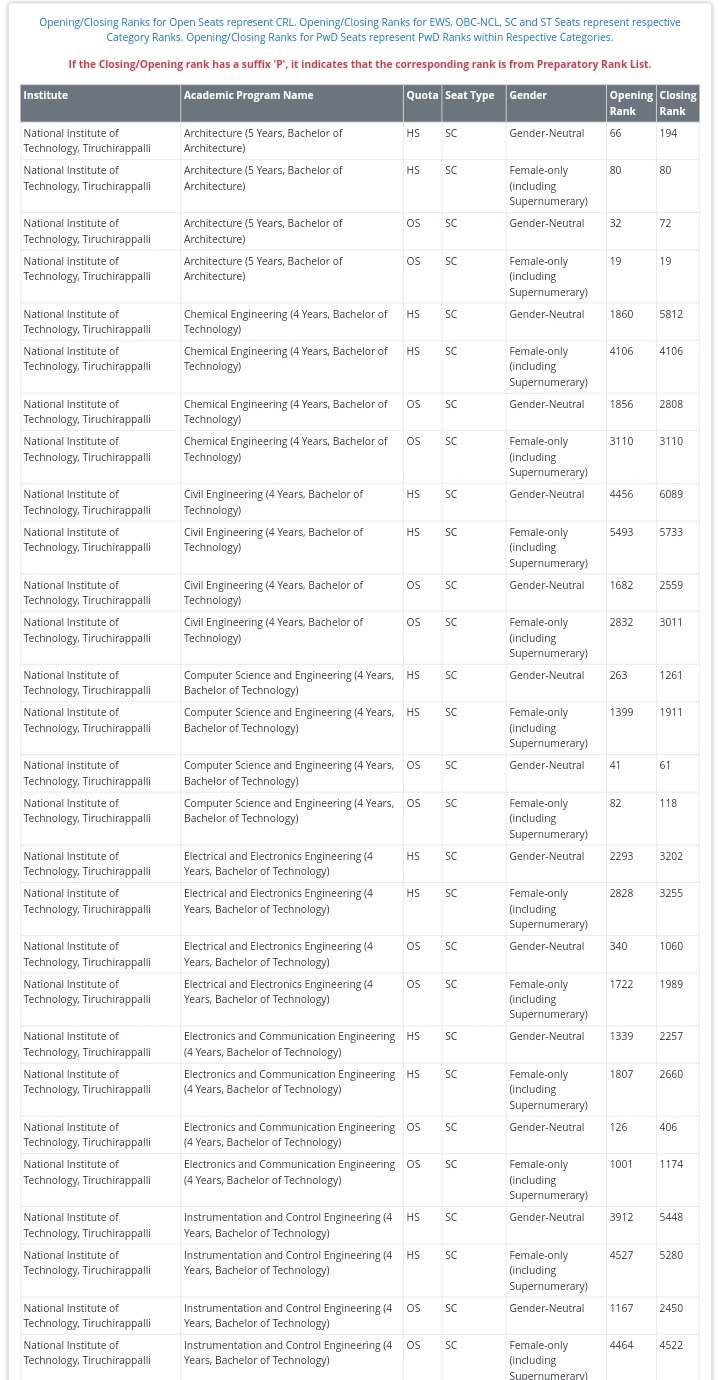 Opening/Closing Ranks for Open Seats represent CRL. Opening/Closing Ranks for EWS, OBC-NCL, SC and ST Seats represent respective
Category Ranks. Opening/Closing Ranks for PwD Seats represent PwD Ranks within Respective Categories.
If the Closing/Opening rank has a suffix 'P', it indicates that the corresponding rank is from Preparatory Rank List.
Institute Academic Program Name Quota Seat Type Gender Opening Closing
Rank Rank
National Institute of Architecture (5 Years, Bachelor of HS SC Gender-Neutral 66 194
Technology, Tiruchirappalli Architecture)
National Institute of Architecture (5 Years, Bachelor of HS SC Female-only 80 80
Technology, Tiruchirappalli Architecture) (including
Supernumerary)
National Institute of Architecture (5 Years, Bachelor of OS SC Gender-Neutral 32 72
Technology, Tiruchirappalli Architecture)
National Institute of Architecture (5 Years, Bachelor of OS SC Female-only 19 19
Technology, Tiruchirappalli Architecture) (including
Supernumerary)
National Institute of Chemical Engineering (4 Years, Bachelor of HS SC Gender-Neutral 1860 5812
Technology, Tiruchirappalli Technology)
National Institute of Chemical Engineering (4 Years, Bachelor of HS SC Female-only 4106 4106
Technology, Tiruchirappalli Technology) (including
Supernumerary)
National Institute of Chemical Engineering (4 Years, Bachelor of OS SC Gender-Neutral 1856 2808
Technology, Tiruchirappalli Technology)
National Institute of Chemical Engineering (4 Years, Bachelor of OS SC Female-only 3110 3110
Technology, Tiruchirappalli Technology) (including
Supernumerary)
National Institute of Civil Engineering (4 Years, Bachelor of HS SC Gender-Neutral 4456 6089
Technology, Tiruchirappalli Technology)
National Institute of Civil Engineering (4 Years, Bachelor of HS SC Female-only 5493 5733
Technology, Tiruchirappalli Technology) (including
Supernumerary)
National Institute of Civil Engineering (4 Years, Bachelor of OS SC Gender-Neutral 1682 2559
Technology, Tiruchirappalli Technology)
National Institute of Civil Engineering (4 Years, Bachelor of OS SC Female-only 2832 3011
Technology, Tiruchirappalli Technology) (including
Supernumerary)
National Institute of Computer Science and Engineering (4 Years, HS SC Gender-Neutral 263 1261
Technology, Tiruchirappalli Bachelor of Technology)
National Institute of Computer Science and Engineering (4 Years, HS SC Female-only 1399 1911
Technology, Tiruchirappalli Bachelor of Technology) (including
Supernumerary)
National Institute of Computer Science and Engineering (4 Years, OS SC Gender-Neutral 41 61
Technology, Tiruchirappalli Bachelor of Technology)
National Institute of Computer Science and Engineering (4 Years, OS SC Female-only 82 118
Technology, Tiruchirappalli Bachelor of Technology) (including
Supernumerary)
National Institute of Electrical and Electronics Engineering (4 HS SC Gender-Neutral 2293 3202
Technology, Tiruchirappalli Years, Bachelor of Technology)
National Institute of Electrical and Electronics Engineering (4 HS SC Female-only 2828 3255
Technology, Tiruchirappalli Years, Bachelor of Technology) (including
Supernumerary)
National Institute of Electrical and Electronics Engineering (4 OS SC Gender-Neutral 340 1060
Technology, Tiruchirappalli Years, Bachelor of Technology)
National Institute of Electrical and Electronics Engineering (4 OS SC Female-only 1722 1989
Technology, Tiruchirappalli Years, Bachelor of Technology) (including
Supernumerary)
National Institute of Electronics and Communication Engineering HS SC Gender-Neutral 1339 2257
Technology, Tiruchirappalli (4 Years, Bachelor of Technology)
National Institute of Electronics and Communication Engineering HS SC Female-only 1807 2660
Technology, Tiruchirappalli (4 Years, Bachelor of Technology) (including
Supernumerary)
National Institute of Electronics and Communication Engineering OS SC Gender-Neutral 126 406
Technology, Tiruchirappalli (4 Years, Bachelor of Technology)
National Institute of Electronics and Communication Engineering OS SC Female-only 1001 1174
Technology, Tiruchirappalli (4 Years, Bachelor of Technology) (including
Supernumerary)
National Institute of Instrumentation and Control Engineering (4 HS SC Gender-Neutral 3912 5448
Technology, Tiruchirappalli Years, Bachelor of Technology)
National Institute of Instrumentation and Control Engineering (4 HS SC Female-only 4527 5280
Technology, Tiruchirappalli Years, Bachelor of Technology) (including
Supernumerary)
National Institute of Instrumentation and Control Engineering (4 OS SC Gender-Neutral 1167 2450
Technology, Tiruchirappalli Years, Bachelor of Technology)
National Institute of Instrumentation and Control Engineering (4 OS SC Female-only 4464 4522
Technology, Tiruchirappalli Years, Bachelor of Technology) (including
Supernumerary)